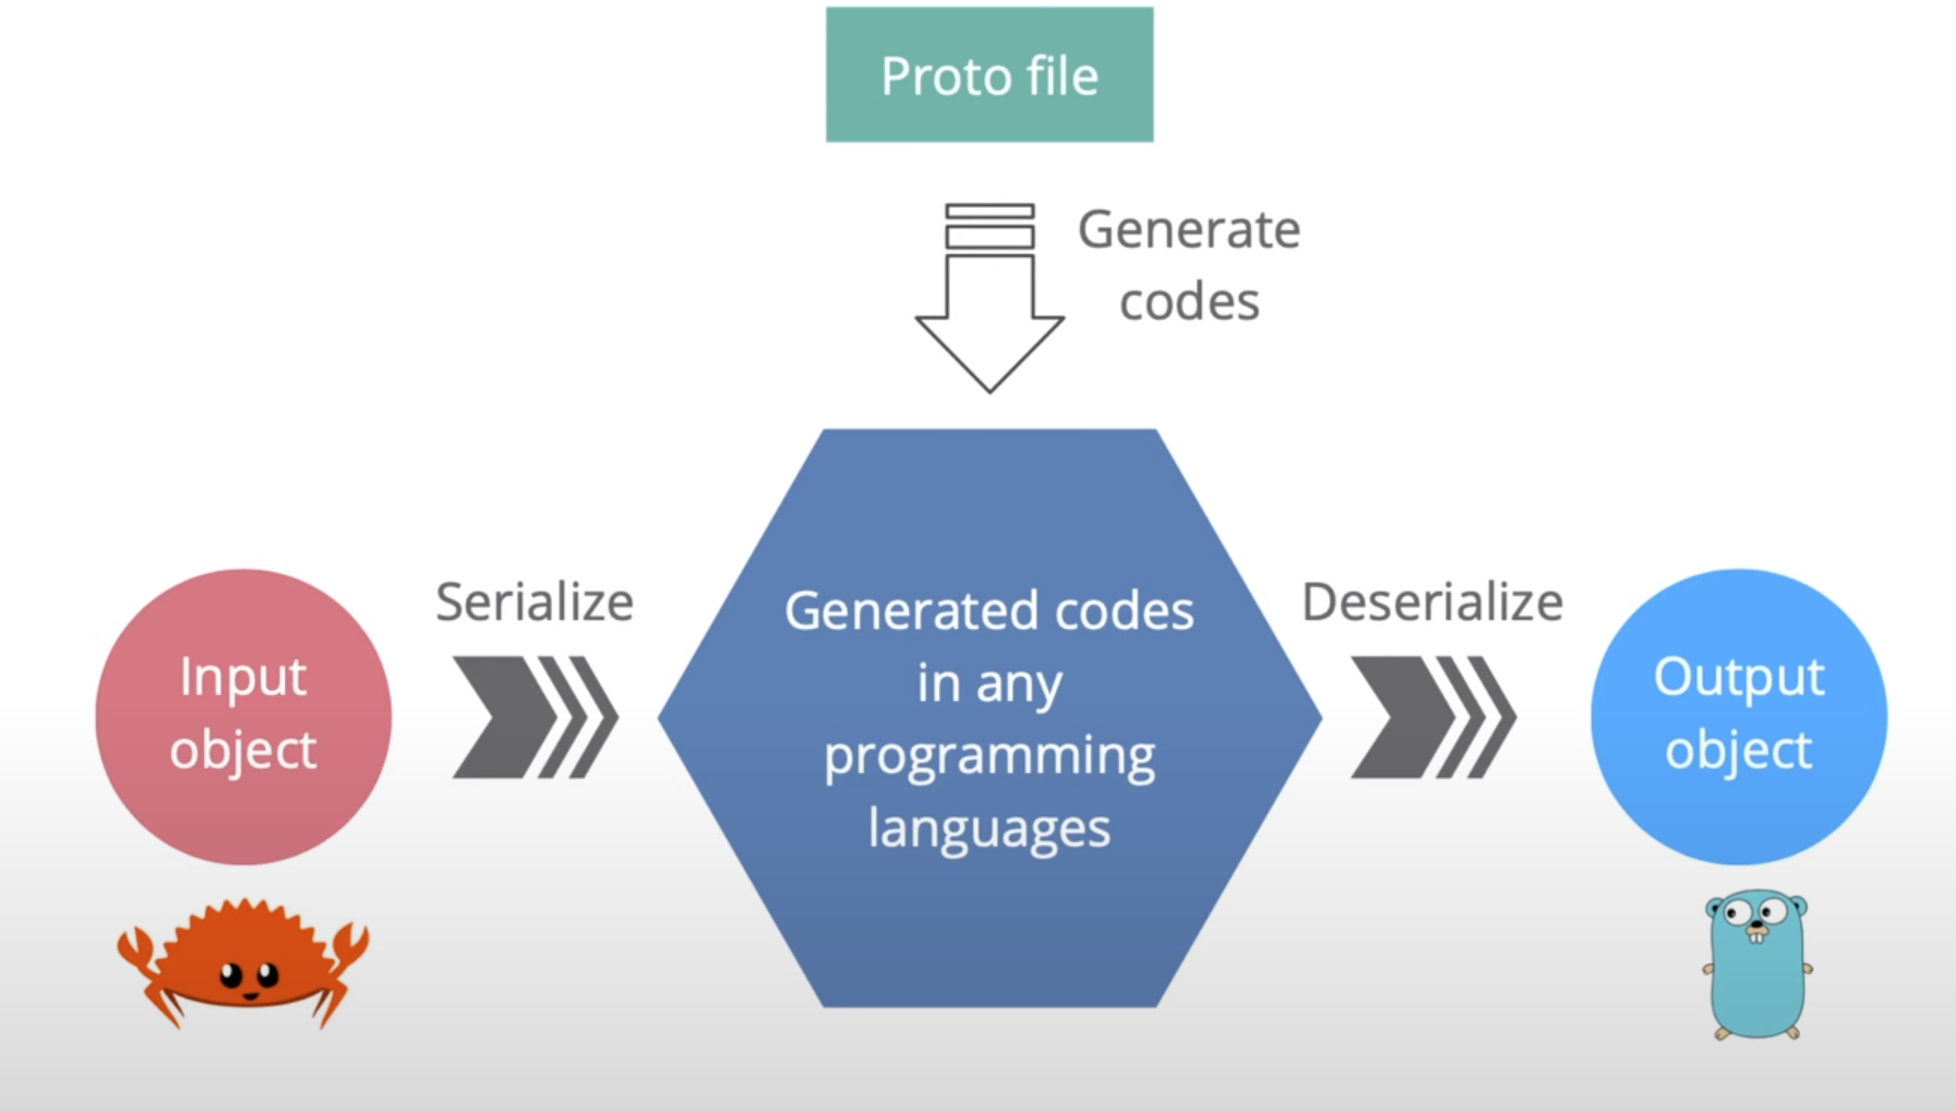 Proto file
Generate
codes
Serialize
Deserialize
Input
object
Generated codes
in any
programming
languages
Output
object